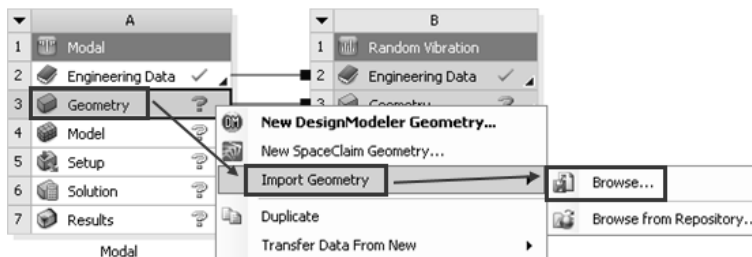 A
1 Modal
2 Engineering Data
3 Geometry
4 Model
5 Setup
6 Solution
7 Results
Modal
B
1 Random Vibration
2 Engineering Data
3 Geometry
New DesignModeler Geometry...
New SpaceClaim Geometry...
Import Geometry
Duplicate
Transfer Data From New
Browse...
Browse from Repository..